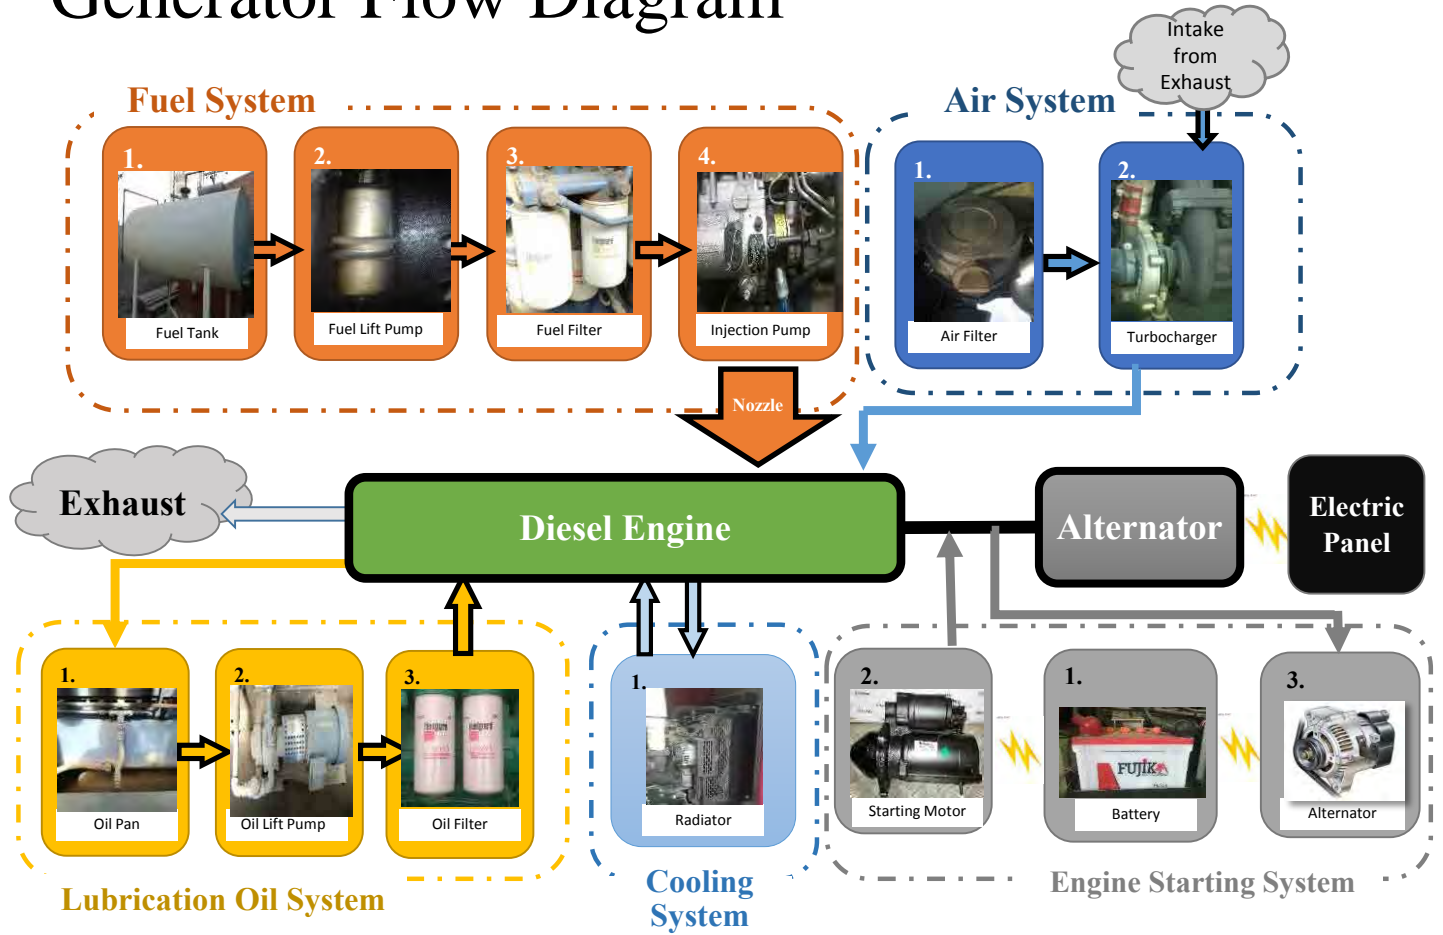 Generator Flow Diagram
Intake
from
Exhaust
Fuel System
Air System
1.
2.
3.
4.
1.
2.
Fuel Tank
Fuel Lift Pump
Fuel Filter
Injection Pump
Air Filter
Turbocharger
Nozzle
Exhaust
Diesel Engine
Alternator
Electric
Panel
1.
2.
3.
1.
2.
1.
3.
FUJIKA
Oil Pan
Oil Lift Pump
Oil Filter
Radiator
Starting Motor
Battery
Alternator
Lubrication Oil System
Cooling
System
Engine Starting System